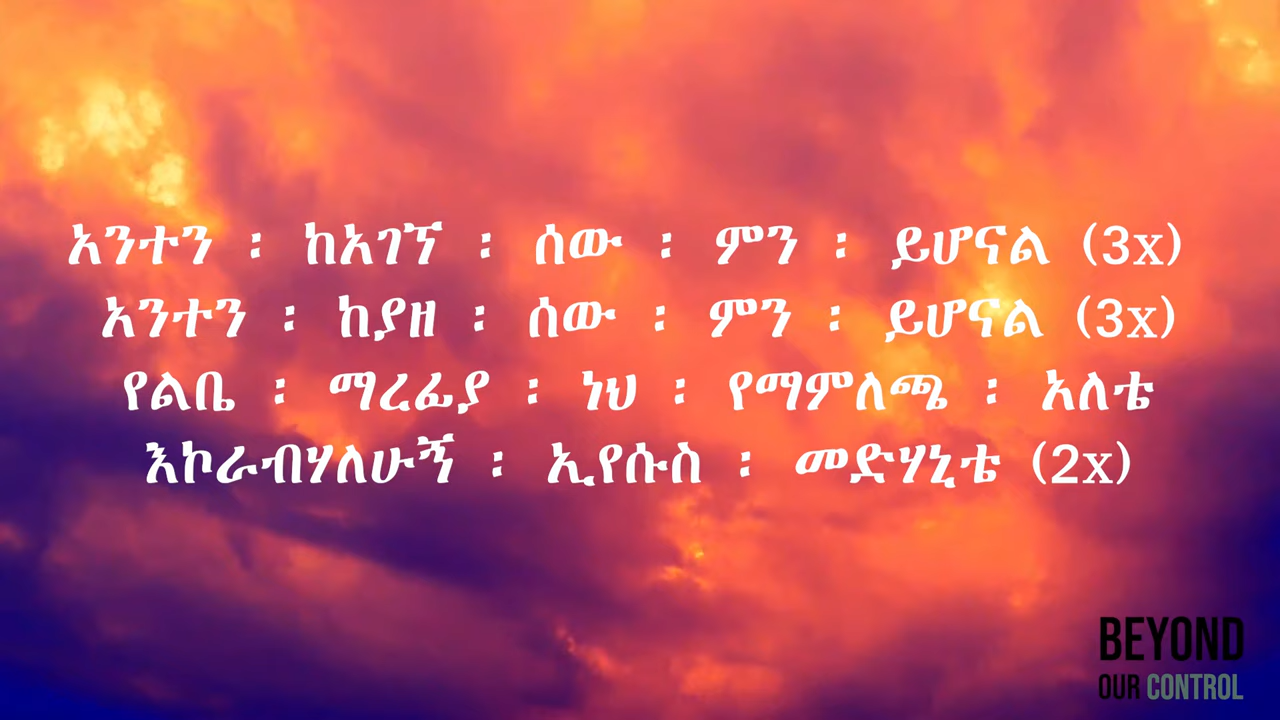 አንተን ፡ ከአገኘ ፡ ሰው ፡ ምን ፡ ይሆናል (3x)
አንተን ፡ ከያዘ ፡ ሰው ፡ ምን ፡ ይሆናል (3x)
የልቤ ፡ ማረፊያ ፡ ነህ ፡ የማምለጫ ፡ አለቴ
እኮራብሃለሁኝ ፡ ኢየሱስ ፡ መድሃኒቴ (2x)
BEYOND
OUR CONTROL